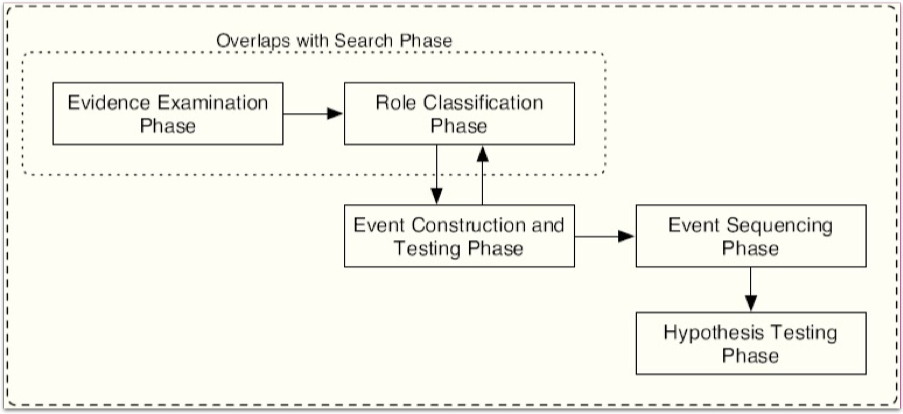 Overlaps with Search Phase
Evidence Examination
Phase
Role Classification
Phase
Event Construction and
Testing Phase
Event Sequencing
Phase
Hypothesis Testing
Phase